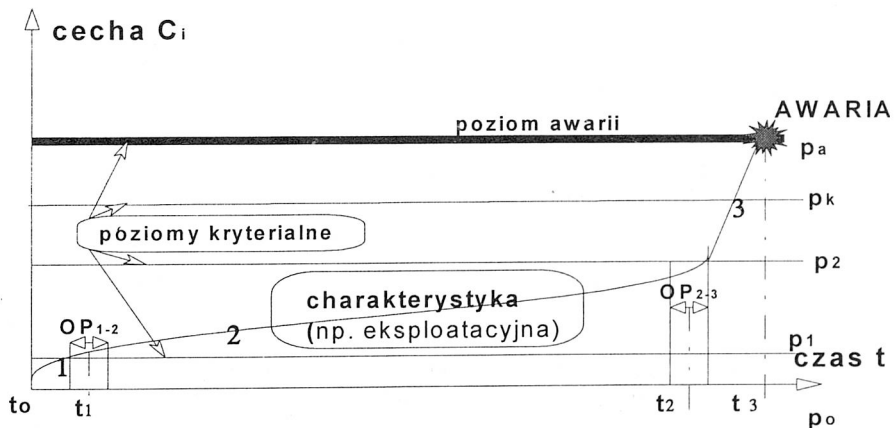 cecha Ci
AWARIA
poziom awarii
pa
pk
3
poziomy kryterialne
p2
charakterystyka
(np. eksploatacyjna)
OP1-2
OP2-3
2
p1
1
czas t
to
t1
t2
t3
po